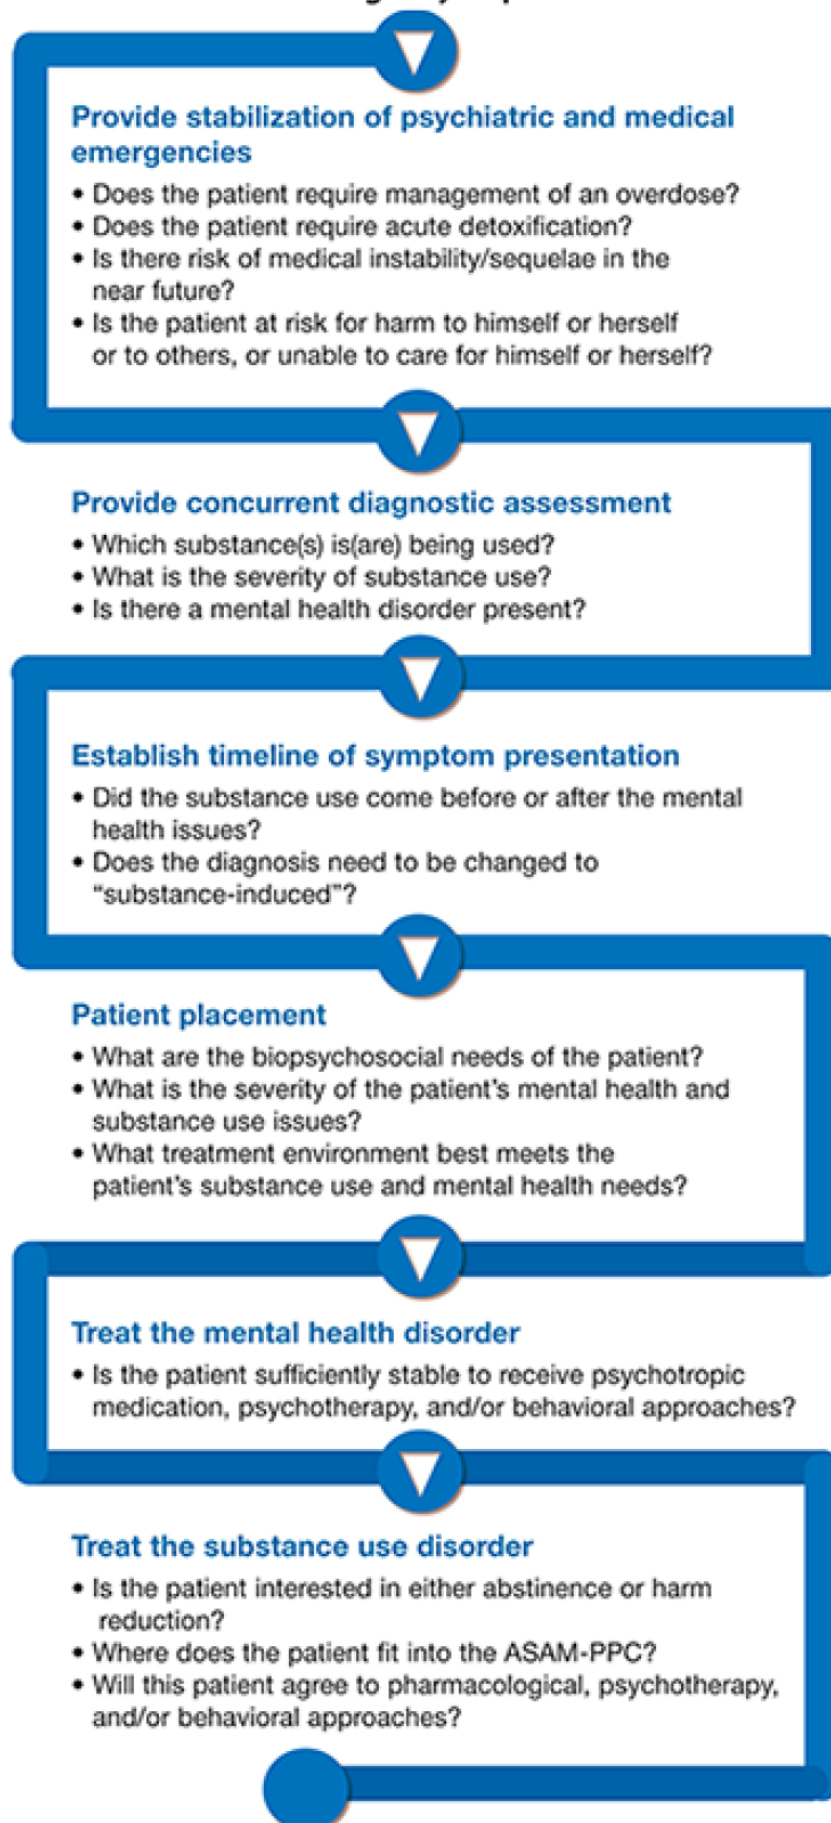 Provide stabilization of psychiatric and medical
emergencies
• Does the patient require management of an overdose?
• Does the patient require acute detoxification?
• Is there risk of medical instability/sequelae in the
near future?
• Is the patient at risk for harm to himself or herself
or to others, or unable to care for himself or herself?
Provide concurrent diagnostic assessment
• Which substance(s) is(are) being used?
• What is the severity of substance use?
• Is there a mental health disorder present?
Establish timeline of symptom presentation
• Did the substance use come before or after the mental
health issues?
• Does the diagnosis need to be changed to
“substance-induced”?
Patient placement
• What are the biopsychosocial needs of the patient?
• What is the severity of the patient’s mental health and
substance use issues?
• What treatment environment best meets the
patient’s substance use and mental health needs?
Treat the mental health disorder
• Is the patient sufficiently stable to receive psychotropic
medication, psychotherapy, and/or behavioral approaches?
Treat the substance use disorder
• Is the patient interested in either abstinence or harm
reduction?
• Where does the patient fit into the ASAM-PPC?
• Will this patient agree to pharmacological, psychotherapy,
and/or behavioral approaches?